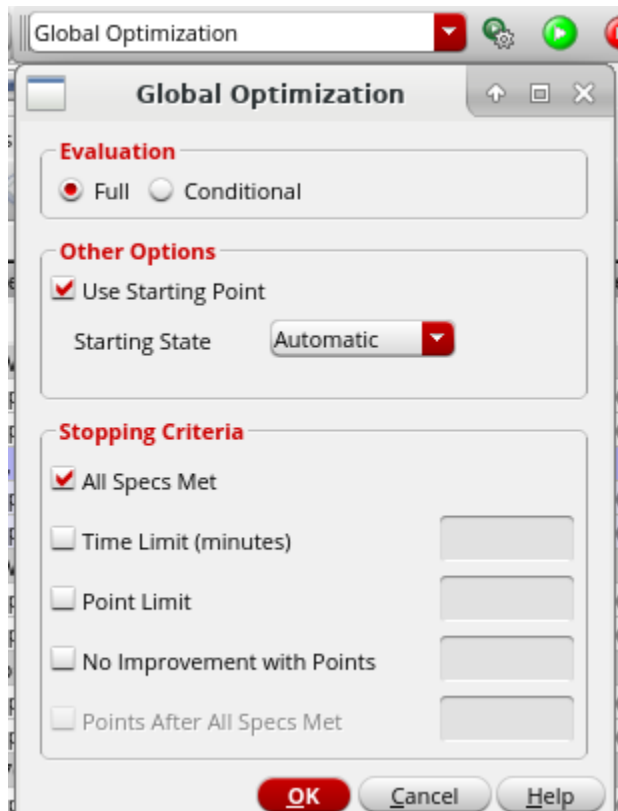 Global Optimization
Global Optimization
Evaluation
Full Conditional
Other Options
Use Starting Point
Starting State Automatic
Stopping Criteria
All Specs Met
Time Limit (minutes)
Point Limit
No Improvement with Points
Points After All Specs Met
OK Cancel Help